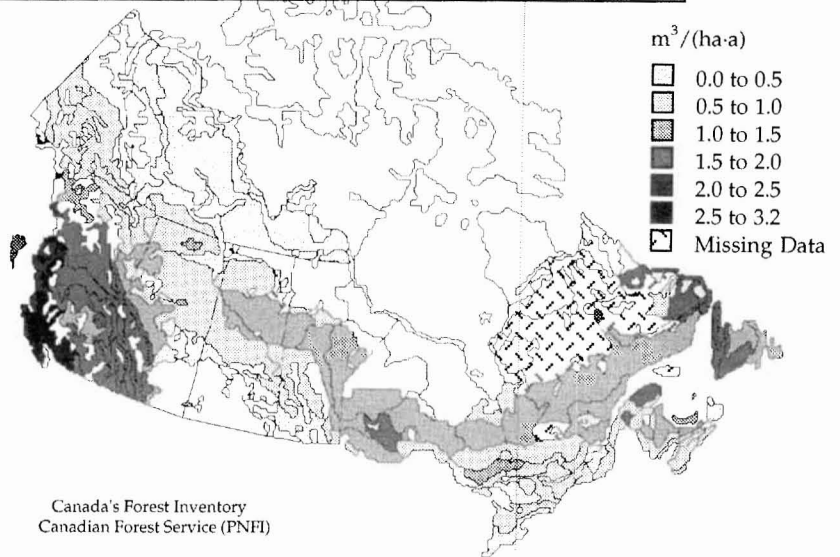 m³/(ha·a)
0.0 to 0.5
0.5 to 1.0
1.0 to 1.5
1.5 to 2.0
2.0 to 2.5
2.5 to 3.2
Missing Data
Canada's Forest Inventory
Canadian Forest Service (PNFI)